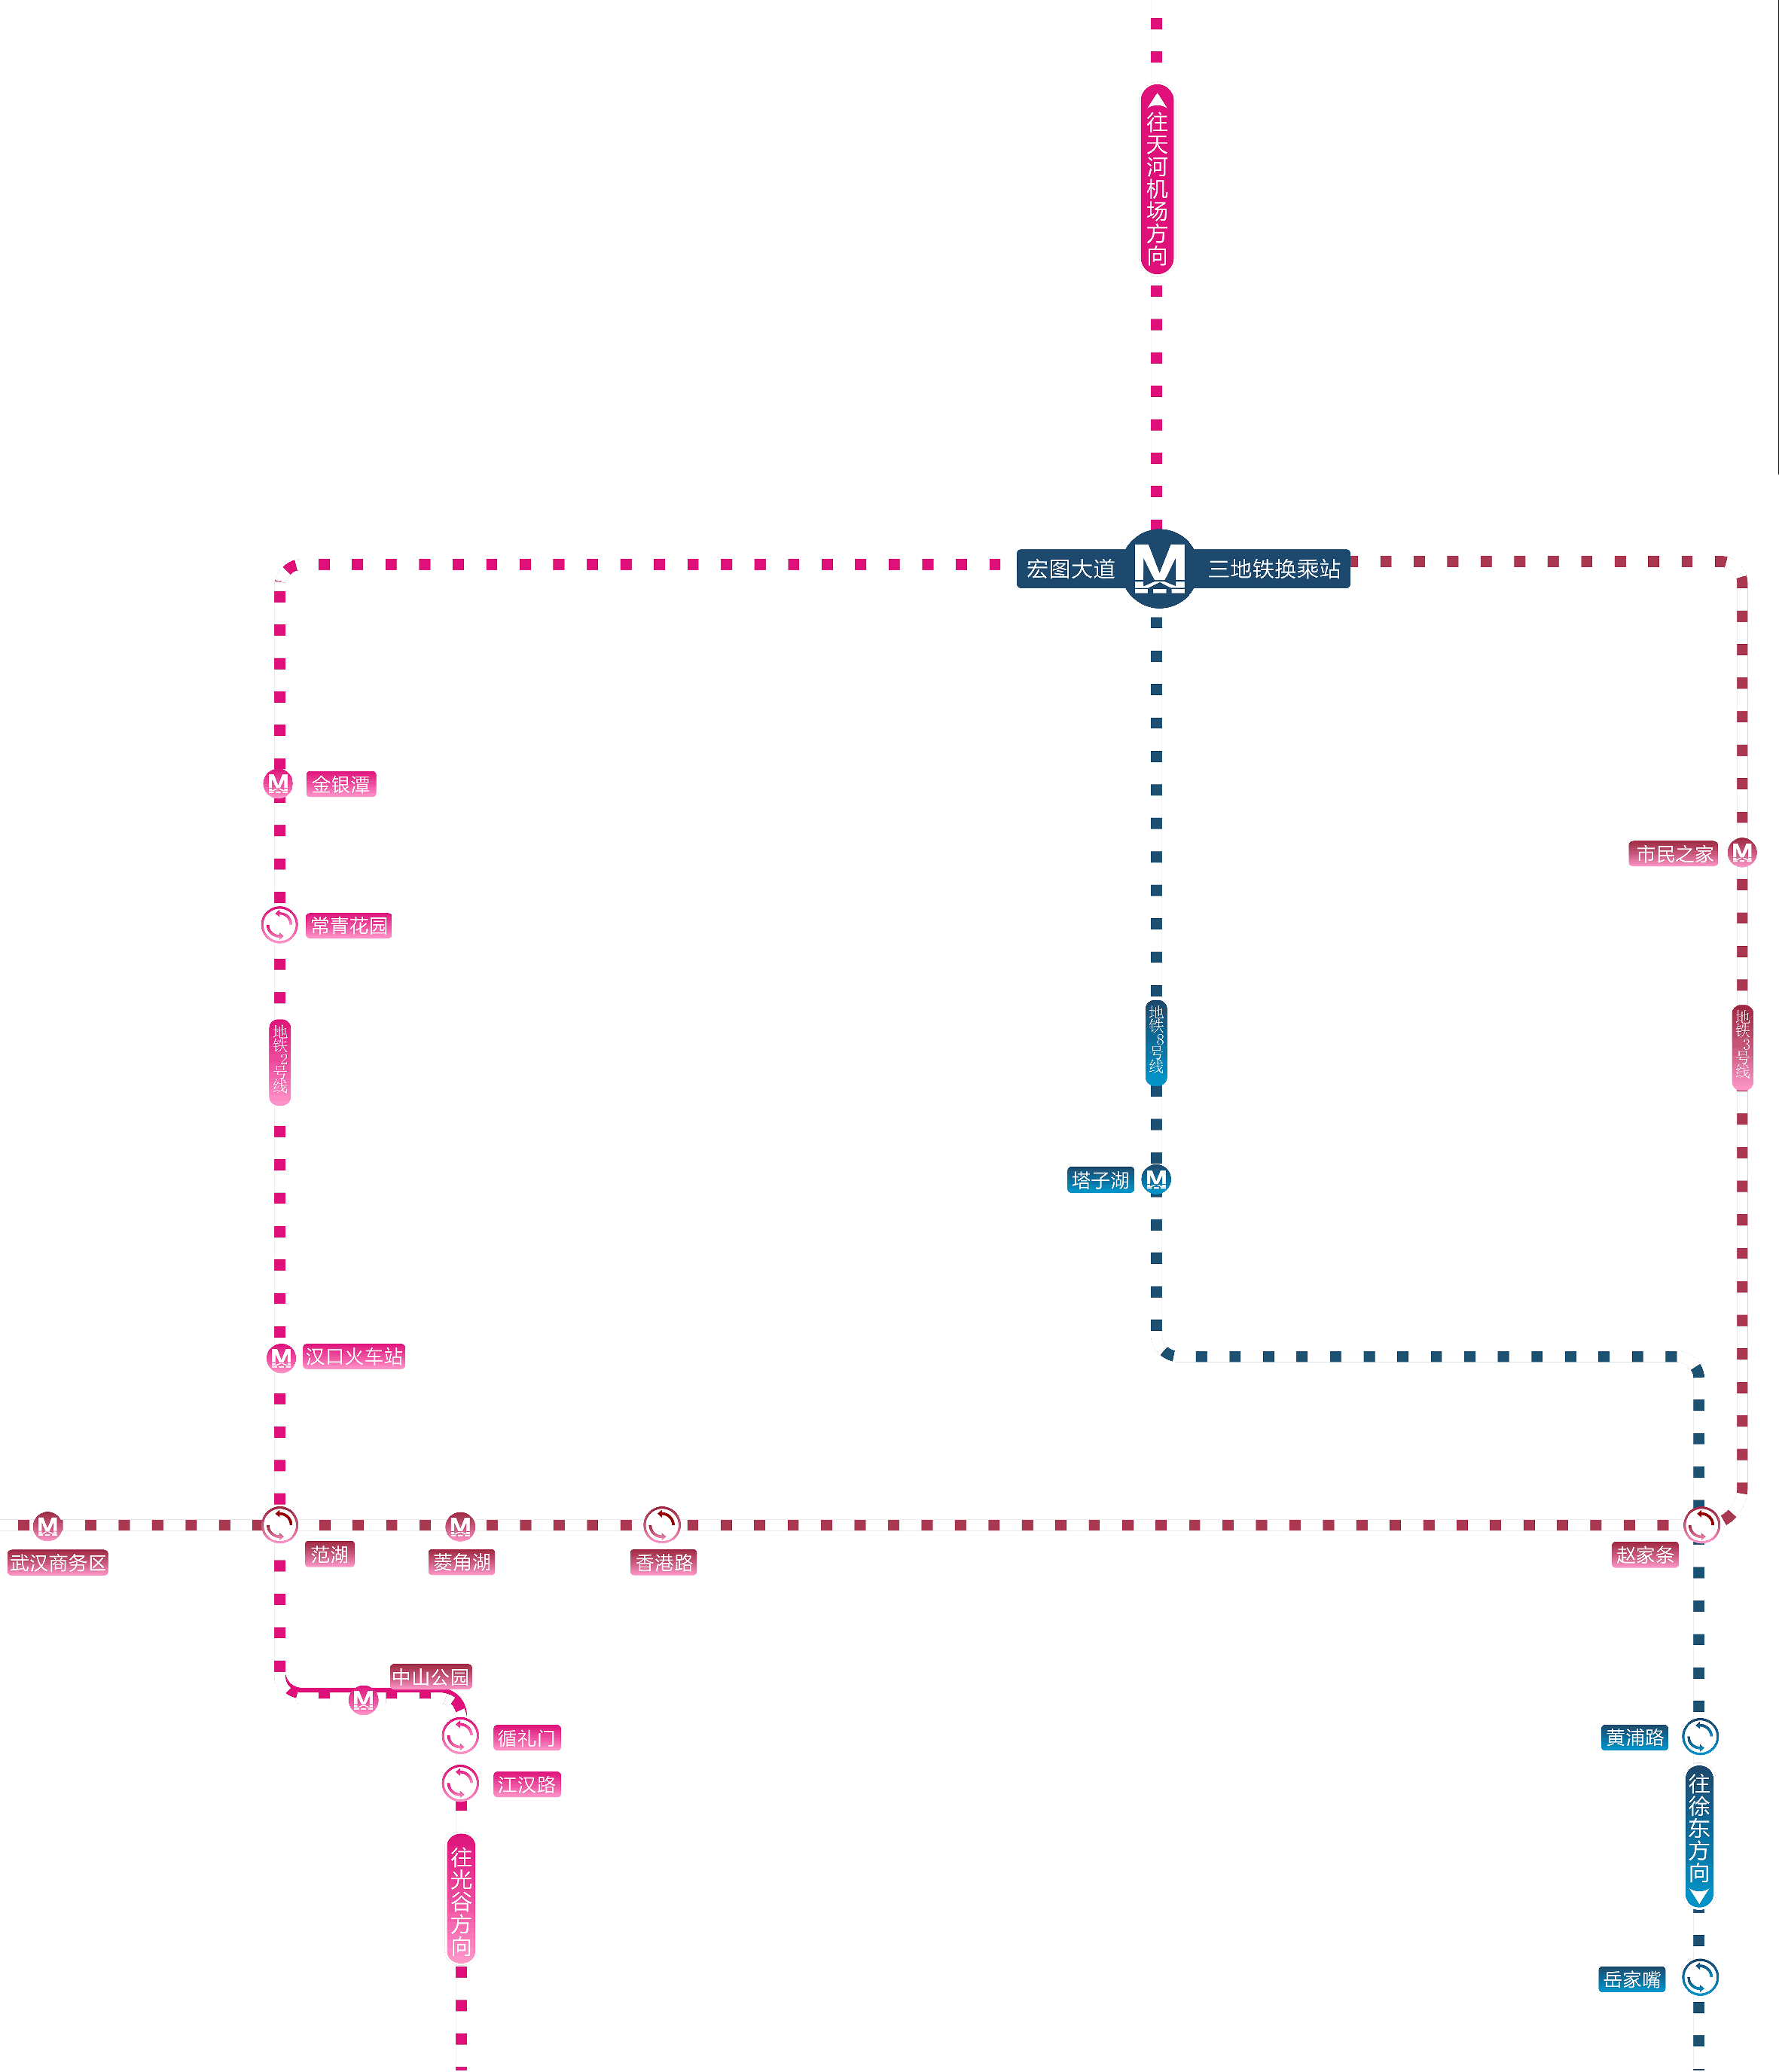 往天河机场方向
宏图大道
三地铁换乘站
金银潭
市民之家
常青花园
地铁8号线
地铁3号线
地铁2号线
塔子湖
汉口火车站
武汉商务区
范湖
菱角湖
香港路
赵家条
中山公园
循礼门
黄浦路
江汉路
往徐东方向
往光谷方向
岳家嘴